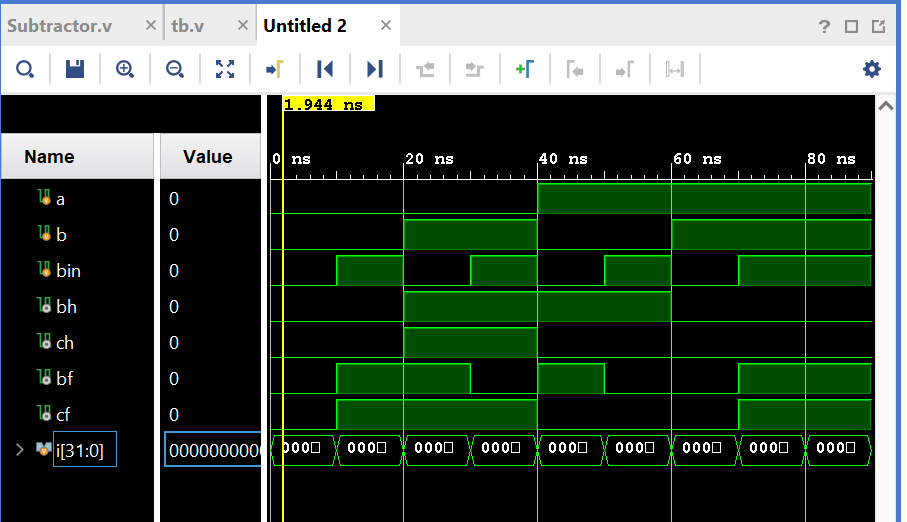 Subtractor.v × tb.v × Untitled 2 ×
?
1.944 ns
Name Value
0 ns 20 ns 40 ns 60 ns 80 ns
a 0
b 0
bin 0
bh 0
ch 0
bf 0
cf 0
i[31:0] 0000000000 000 000 000 000 000 000 000 000 000